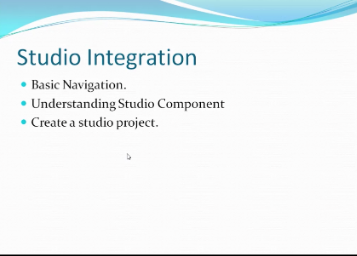 Studio Integration
Basic Navigation.
Understanding Studio Component
Create a studio project.